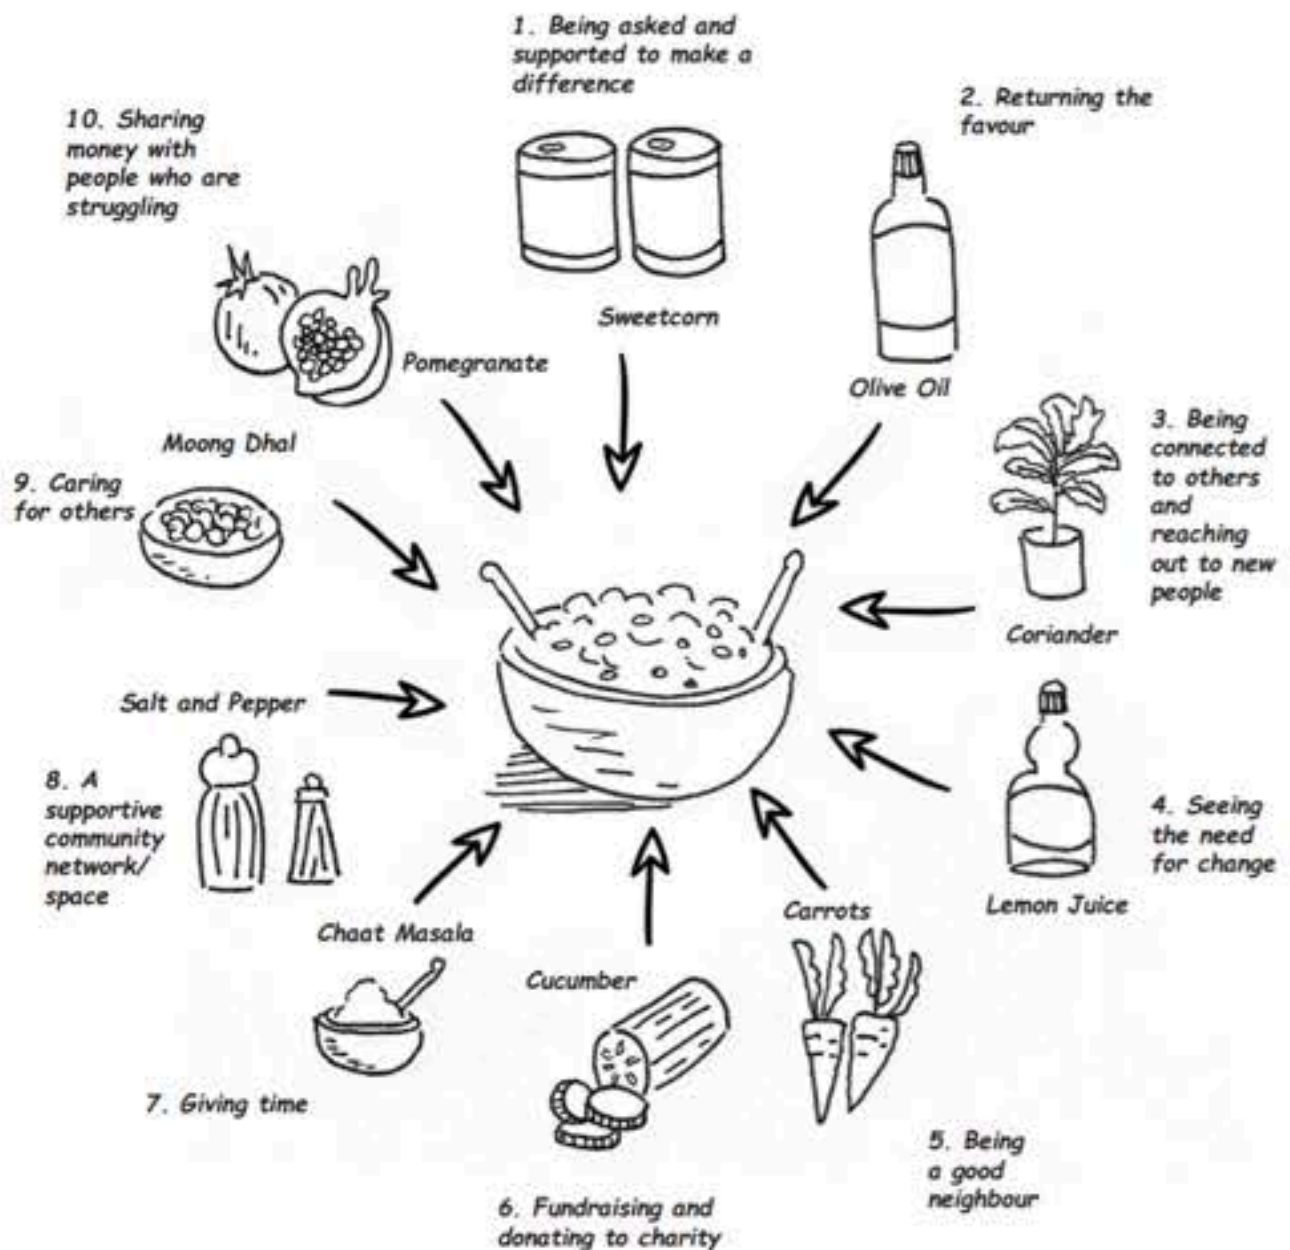 1. Being asked and
supported to make a
difference
Sweetcorn
2. Returning the
favour
Olive Oil
3. Being
connected
to others
and
reaching
out to new
people
Coriander
4. Seeing
the need
for change
Lemon Juice
Carrots
5. Being
a good
neighbour
Cucumber
6. Fundraising and
donating to charity
Chaat Masala
7. Giving time
Salt and Pepper
8. A
supportive
community
network/
space
Moong Dhal
9. Caring
for others
10. Sharing
money with
people who are
struggling
Pomegranate